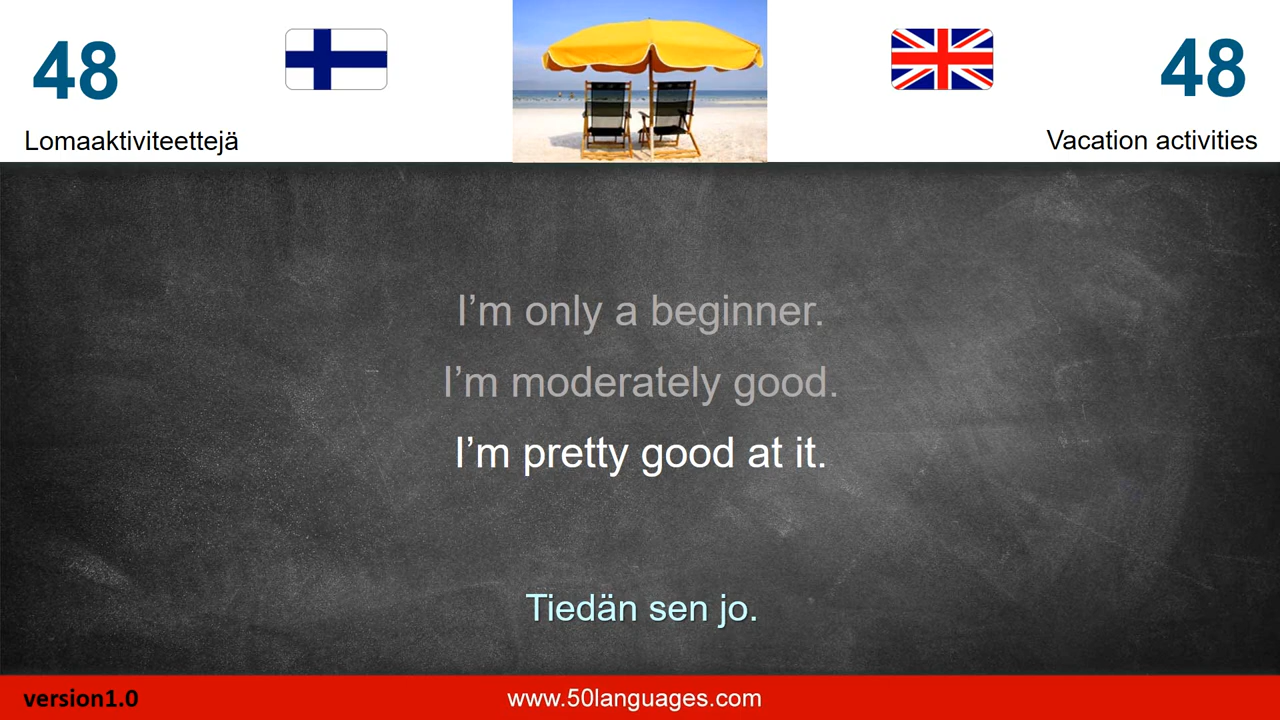 48
48
Lomaaktiviteettejä
Vacation activities
I’m only a beginner.
I’m moderately good.
I’m pretty good at it.
Tiedän sen jo.
version1.0
www.50languages.com